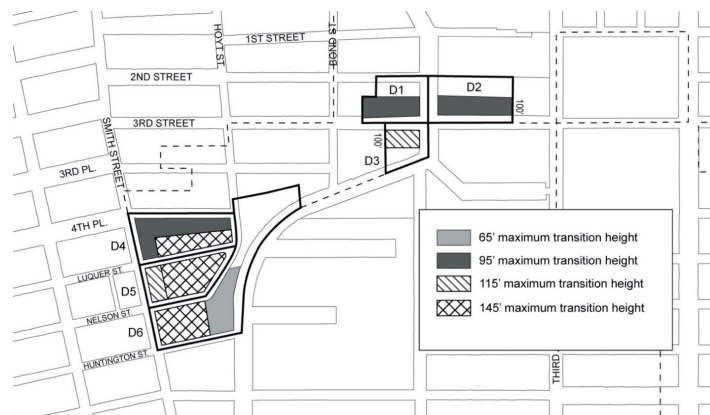 HOYT ST.
BOND ST.
1ST STREET
2ND STREET
D1
D2
100'
3RD STREET
100'
SMITH STREET
D3
3RD PL.
4TH PL.
D4
LUQUER ST.
D5
NELSON ST.
D6
HUNTINGTON ST.
65' maximum transition height
95' maximum transition height
115' maximum transition height
145' maximum transition height
THIRD